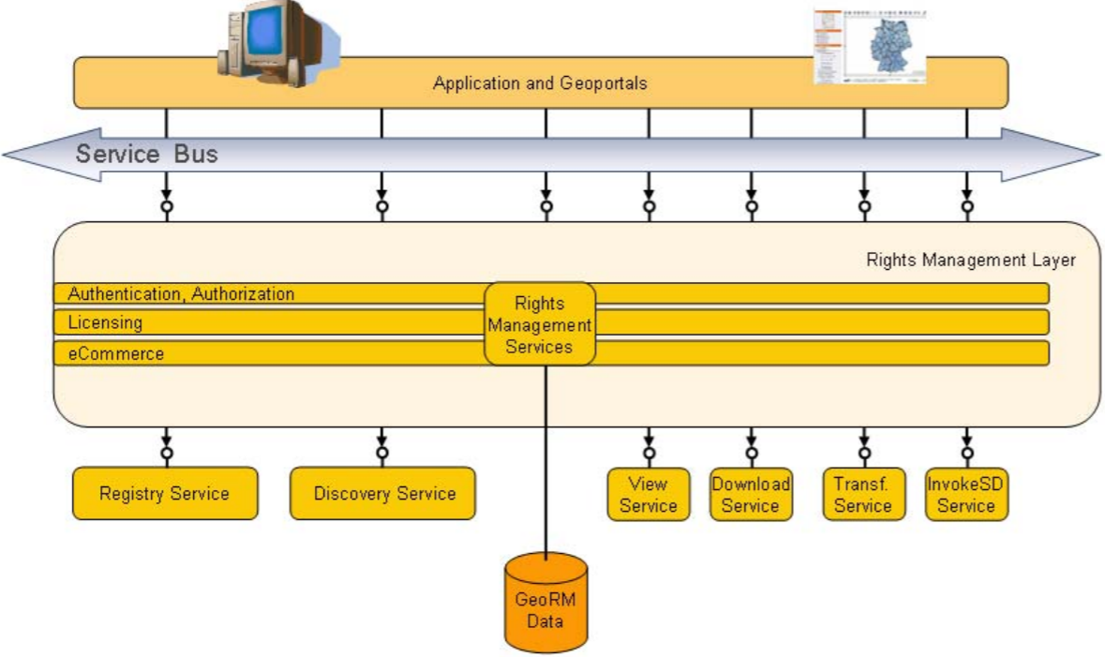 Application and Geoportals
Service Bus
Rights Management Layer
Authentication, Authorization
Licensing
eCommerce
Rights
Management
Services
Registry Service
Discovery Service
View
Service
Download
Service
Transf.
Service
InvokeSD
Service
GeoRM
Data